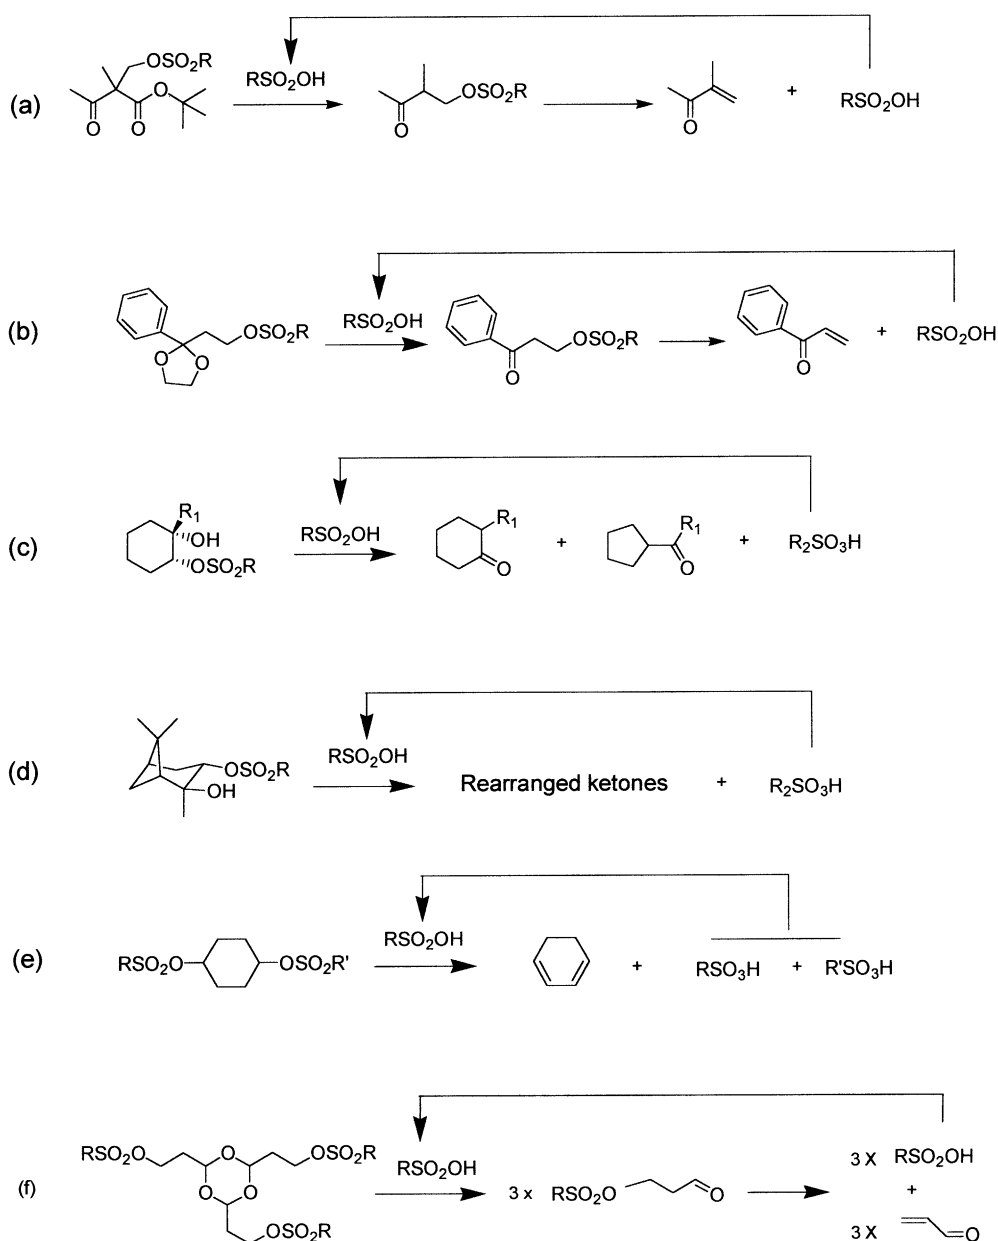 (a) OSO₂R RSO₂OH OSO₂R + RSO₂OH
O O O O O
(b) OSO₂R RSO₂OH OSO₂R + RSO₂OH
O O O O
(c) R₁ OH OSO₂R RSO₂OH R₁ O + R₁ O + R₂SO₃H
(d) OSO₂R OH RSO₂OH Rearranged ketones + R₂SO₃H
(e) RSO₂O OSO₂R' RSO₂OH + RSO₃H + R'SO₃H
(f) RSO₂O O OSO₂R RSO₂OH 3 x RSO₂O O 3 X RSO₂OH
O O +
OSO₂R 3 X O